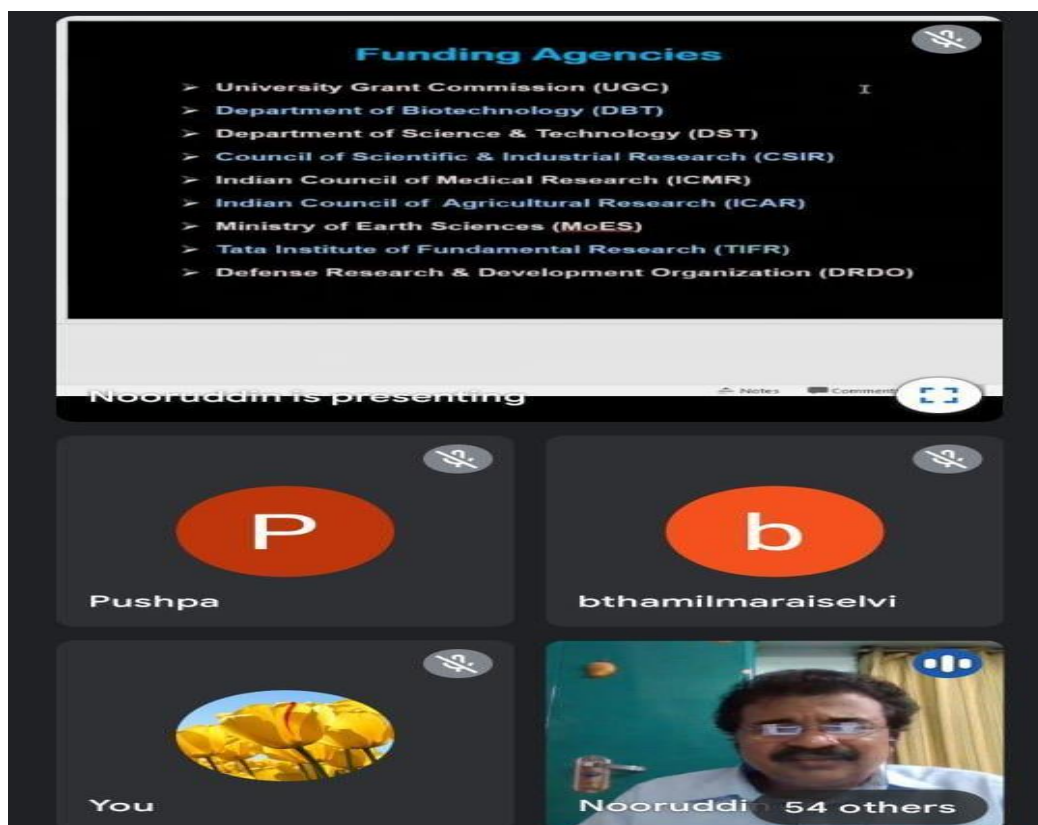 Funding Agencies
➢ University Grant Commission (UGC)
➢ Department of Biotechnology (DBT)
➢ Department of Science & Technology (DST)
➢ Council of Scientific & Industrial Research (CSIR)
➢ Indian Council of Medical Research (ICMR)
➢ Indian Council of Agricultural Research (ICAR)
➢ Ministry of Earth Sciences (MoES)
➢ Tata Institute of Fundamental Research (TIFR)
➢ Defense Research & Development Organization (DRDO)
Notes
Nooruddin is presenting
P
b
Pushpa
bthamilmaraiselvi
You
Nooruddi
54 others